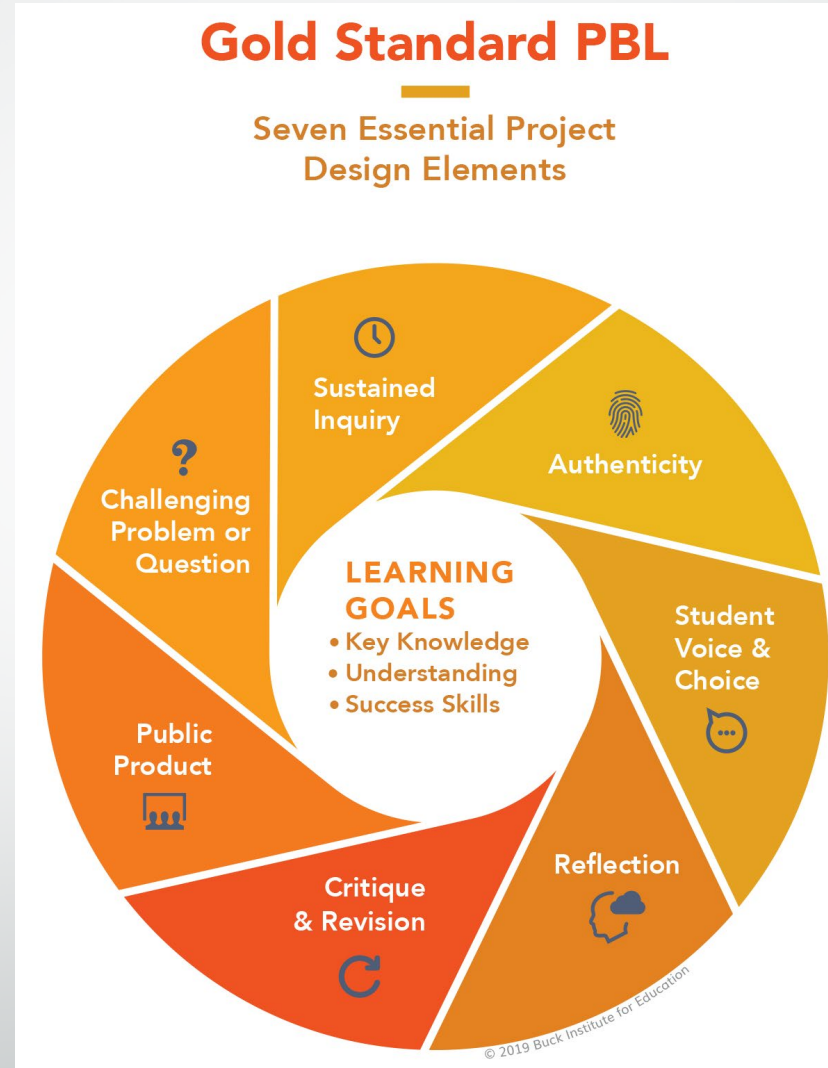 Gold Standard PBL
Seven Essential Project
Design Elements
Sustained
Inquiry
Authenticity
?
Challenging
Problem or
Question
LEARNING
GOALS
• Key Knowledge
• Understanding
• Success Skills
Student
Voice &
Choice
Public
Product
Reflection
Critique
& Revision
© 2019 Buck Institute for Education